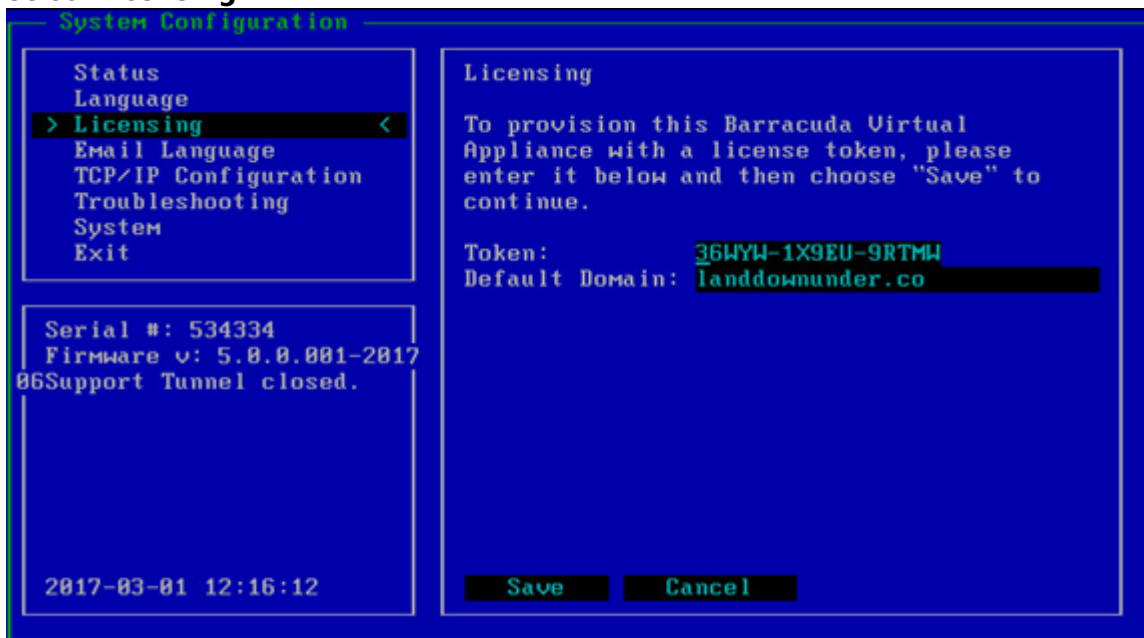 System Configuration
Status
Language
> Licensing <
Email Language
TCP/IP Configuration
Troubleshooting
System
Exit
Serial #: 534334
Firmware v: 5.0.0.001-2017
06Support Tunnel closed.
2017-03-01 12:16:12
Licensing
To provision this Barracuda Virtual
Appliance with a license token, please
enter it below and then choose "Save" to
continue.
Token: 36WYW-1X9EU-9RTMW
Default Domain: landdownunder.co
Save Cancel